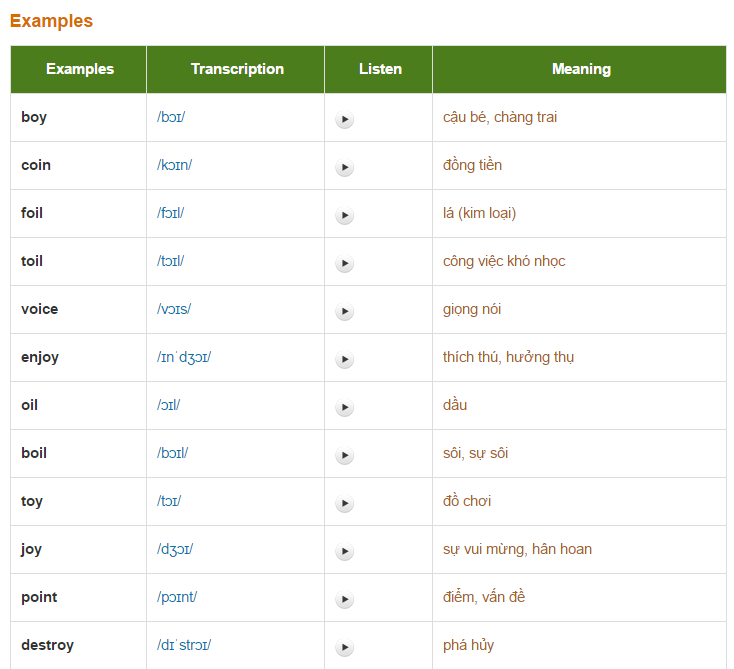 Examples
Examples Transcription Listen Meaning
boy /bɔɪ/ cậu bé, chàng trai
coin /kɔɪn/ đồng tiền
foil /fɔɪl/ lá (kim loại)
toil /tɔɪl/ công việc khó nhọc
voice /vɔɪs/ giọng nói
enjoy /ɪnˈdʒɔɪ/ thích thú, hưởng thụ
oil /ɔɪl/ dầu
boil /bɔɪl/ sôi, sự sôi
toy /tɔɪ/ đồ chơi
joy /dʒɔɪ/ sự vui mừng, hân hoan
point /pɔɪnt/ điểm, vấn đề
destroy /dɪˈstrɔɪ/ phá hủy